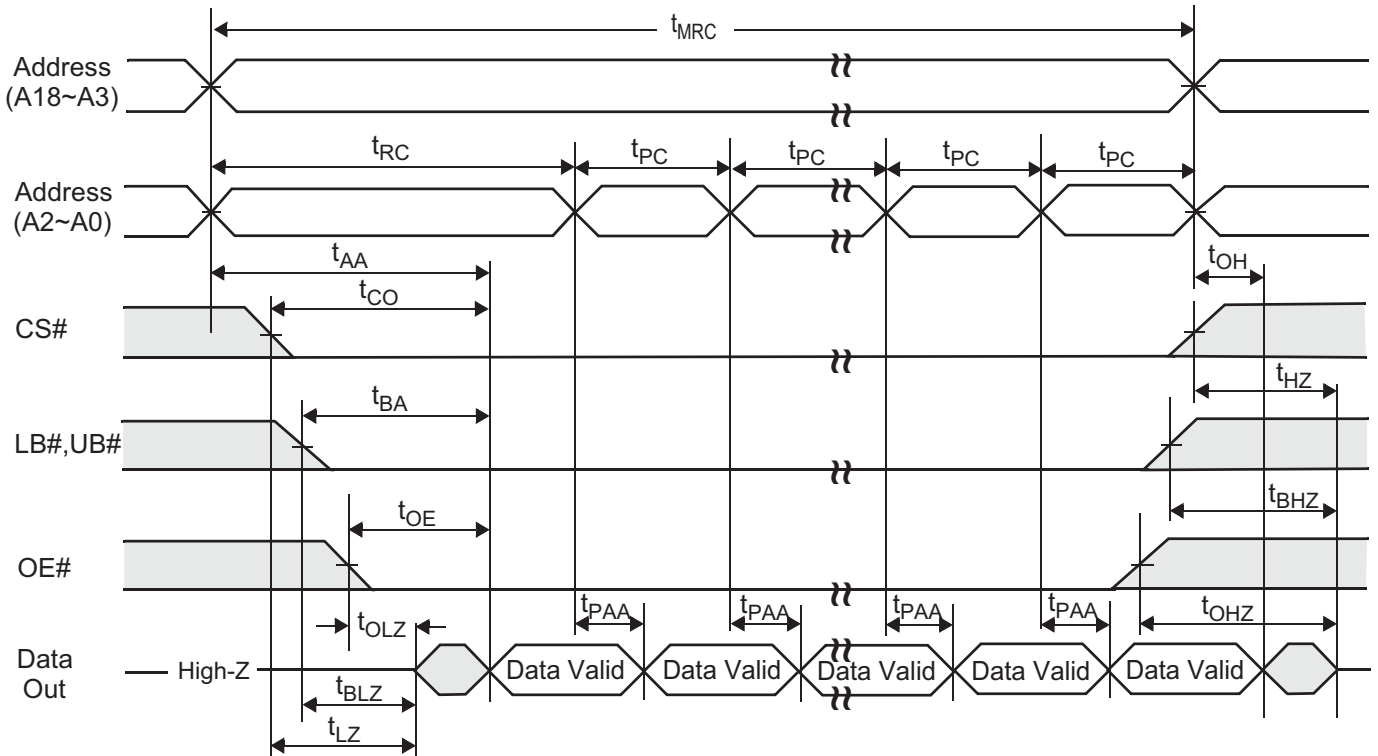 tMRC
Address
(A18~A3)
tRC
tPC
tPC
tPC
tPC
Address
(A2~A0)
tAA
tOH
tCO
CS#
tHZ
tBA
LB#,UB#
tBHZ
tOE
OE#
tOHZ
tOLZ
tPAA
tPAA
tPAA
tPAA
Data
Out
High-Z
Data Valid
Data Valid
Data Valid
Data Valid
Data Valid
tBLZ
tLZ